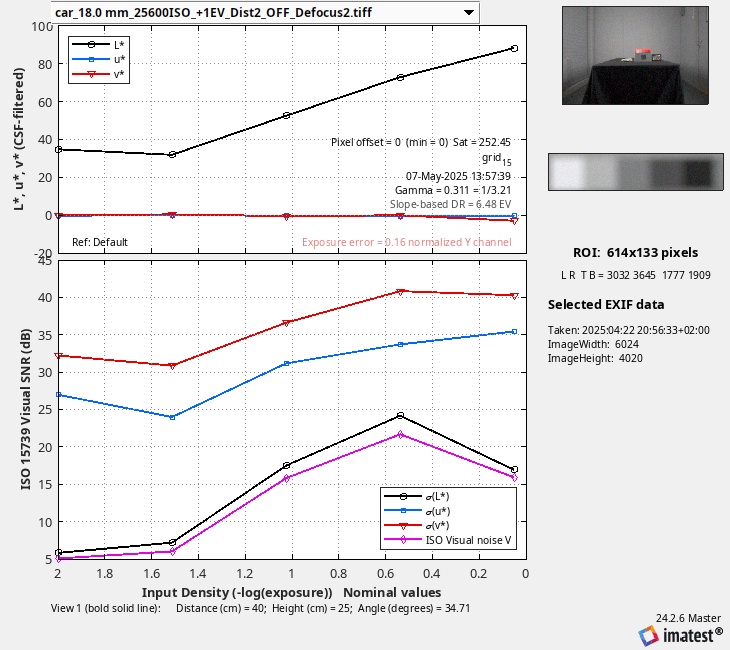 car_18.0 mm_25600ISO_+1EV_Dist2_OFF_Defocus2.tiff
L*, u*, v* (CSF-filtered)
100
80
60
40
20
0
-20
L*
u*
v*
Pixel offset = 0 (min = 0) Sat = 252.45
grid15
07-May-2025 13:57:39
Gamma = 0.311 = 1/3.21
Slope-based DR = 6.48 EV
Ref: Default
Exposure error = 0.16 normalized Y channel
ISO 15739 Visual SNR (dB)
45
40
35
30
25
20
15
10
5
σ(L*)
σ(u*)
σ(v*)
ISO Visual noise V
2 1.8 1.6 1.4 1.2 1 0.8 0.6 0.4 0.2 0
Input Density (-log(exposure)) Nominal values
View 1 (bold solid line): Distance (cm) = 40; Height (cm) = 25; Angle (degrees) = 34.71
ROI: 614x133 pixels
L R T B = 3032 3645 1777 1909
Selected EXIF data
Taken: 2025:04:22 20:56:33+02:00
ImageWidth: 6024
ImageHeight: 4020
24.2.6 Master
imatest®